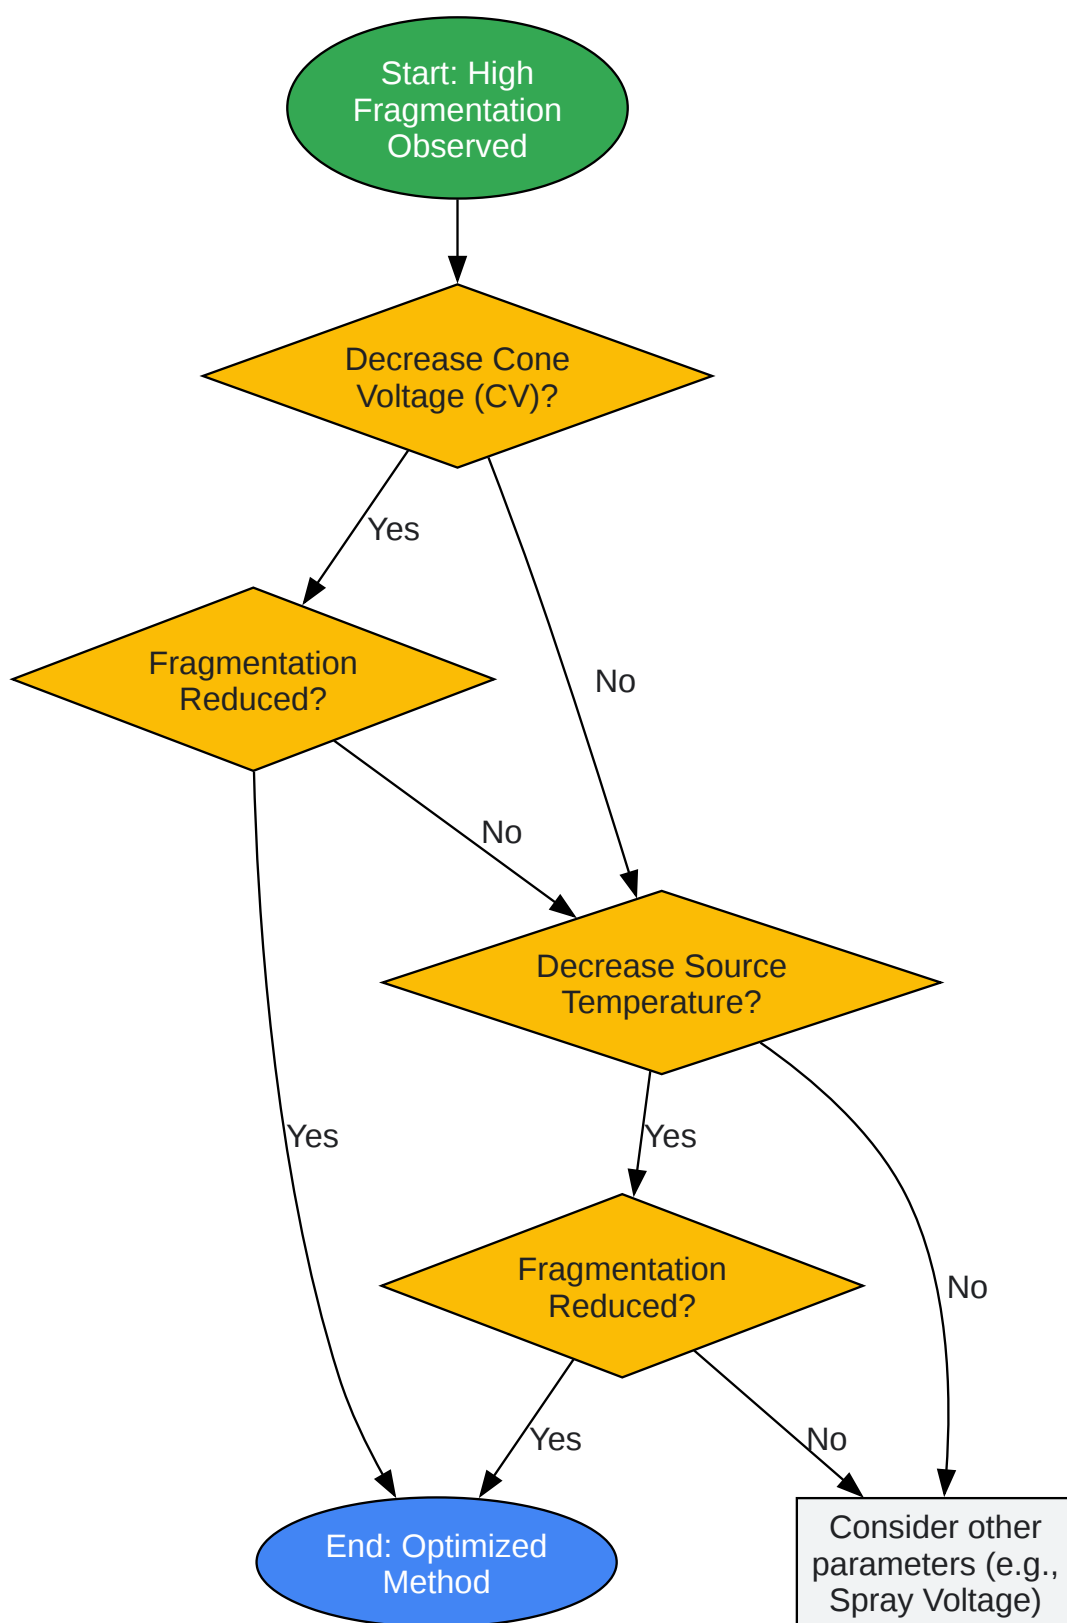 Start: High
Fragmentation
Observed
Decrease Cone
Voltage (CV)?
Yes
Fragmentation
Reduced?
No
No
Decrease Source
Temperature?
Yes
Yes
Fragmentation
Reduced?
No
Yes
No
End: Optimized
Method
Consider other
parameters (e.g.,
Spray Voltage)